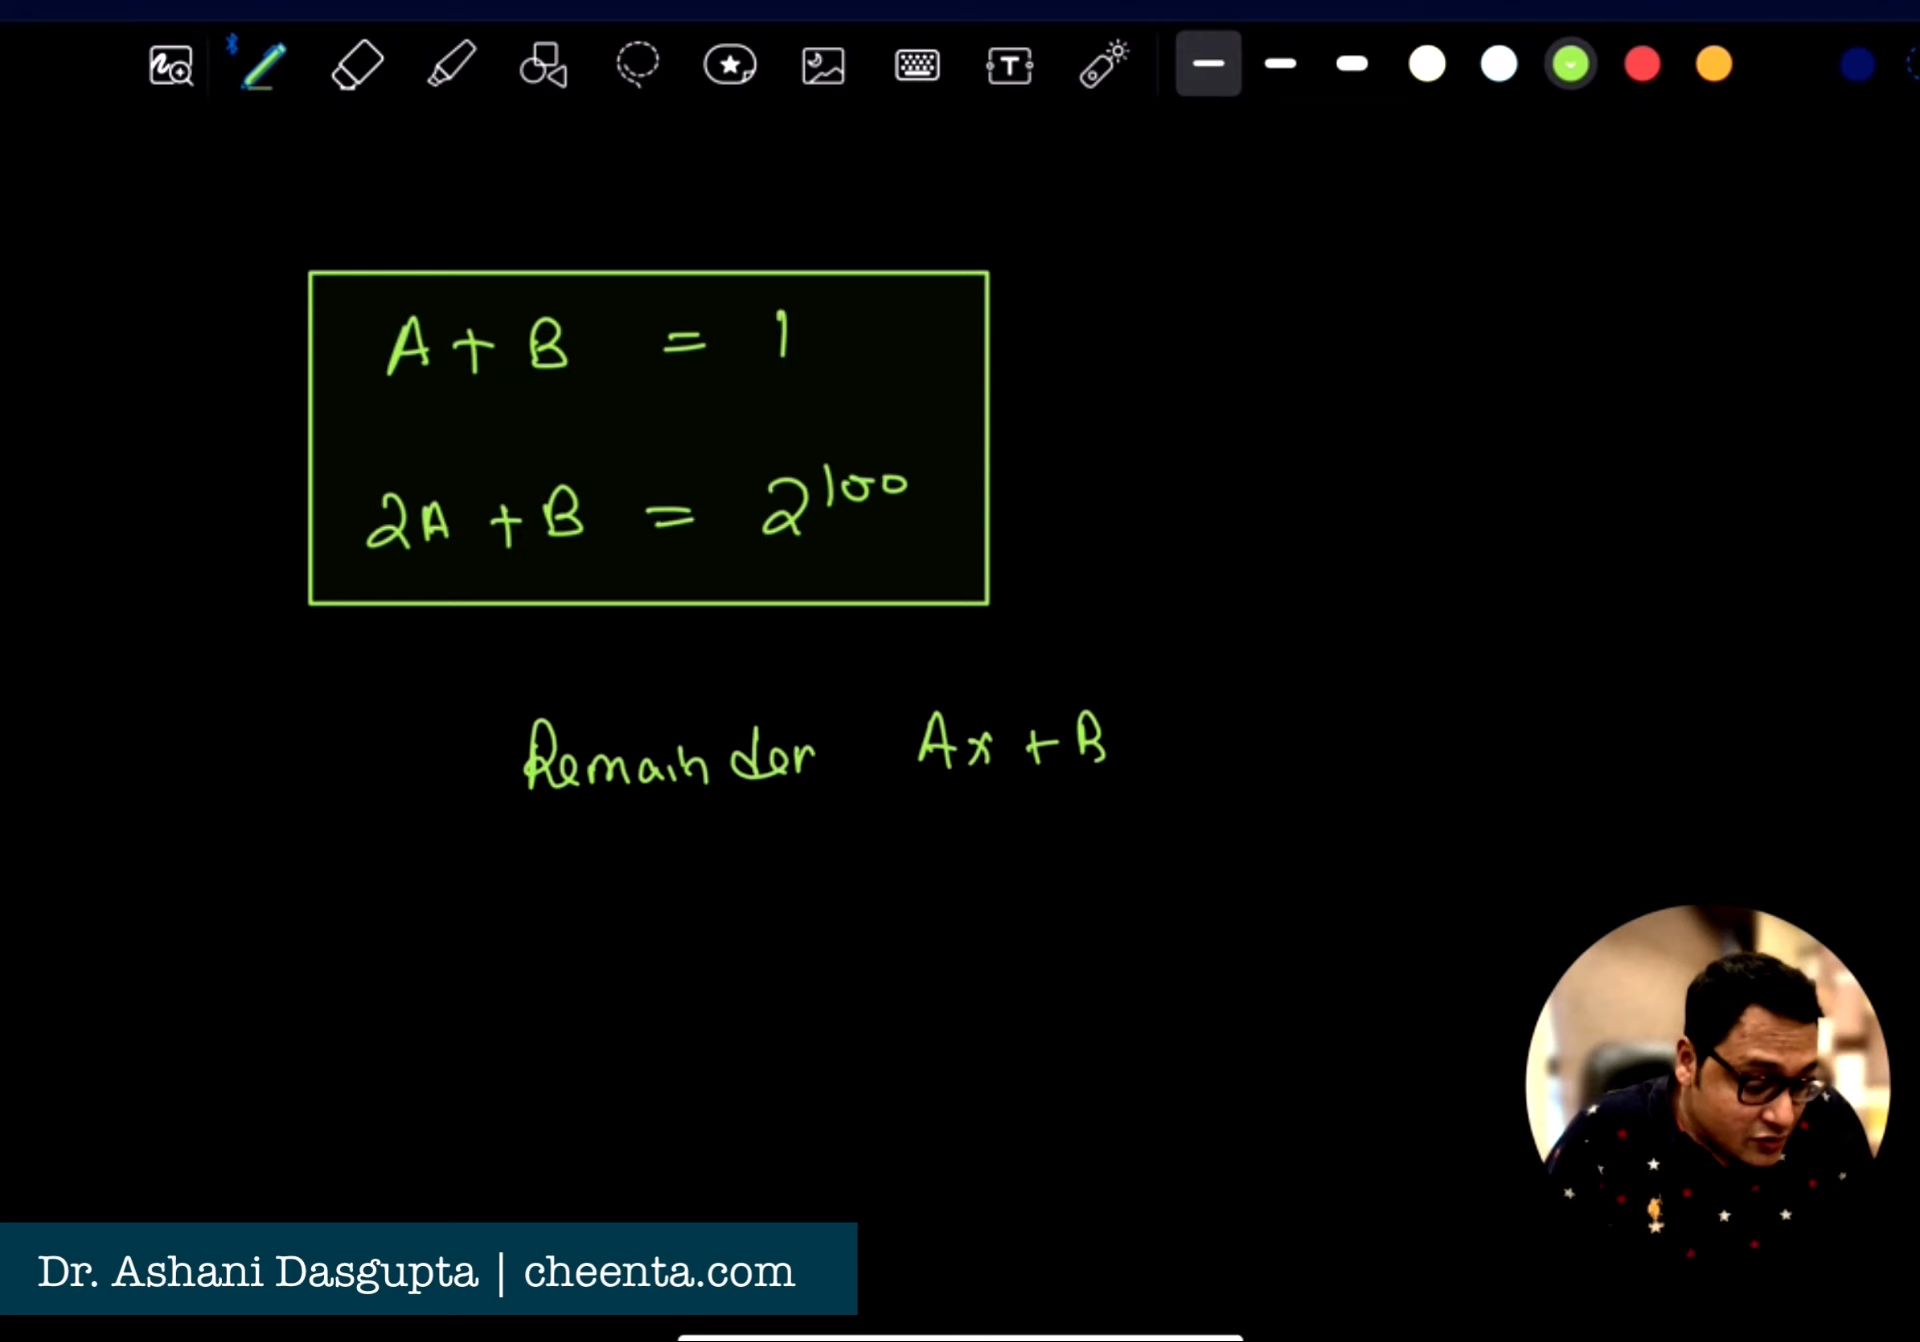 A + B = 1
2A + B = 2^100
Remainder Ax + B
Dr. Ashani Dasgupta | cheenta.com